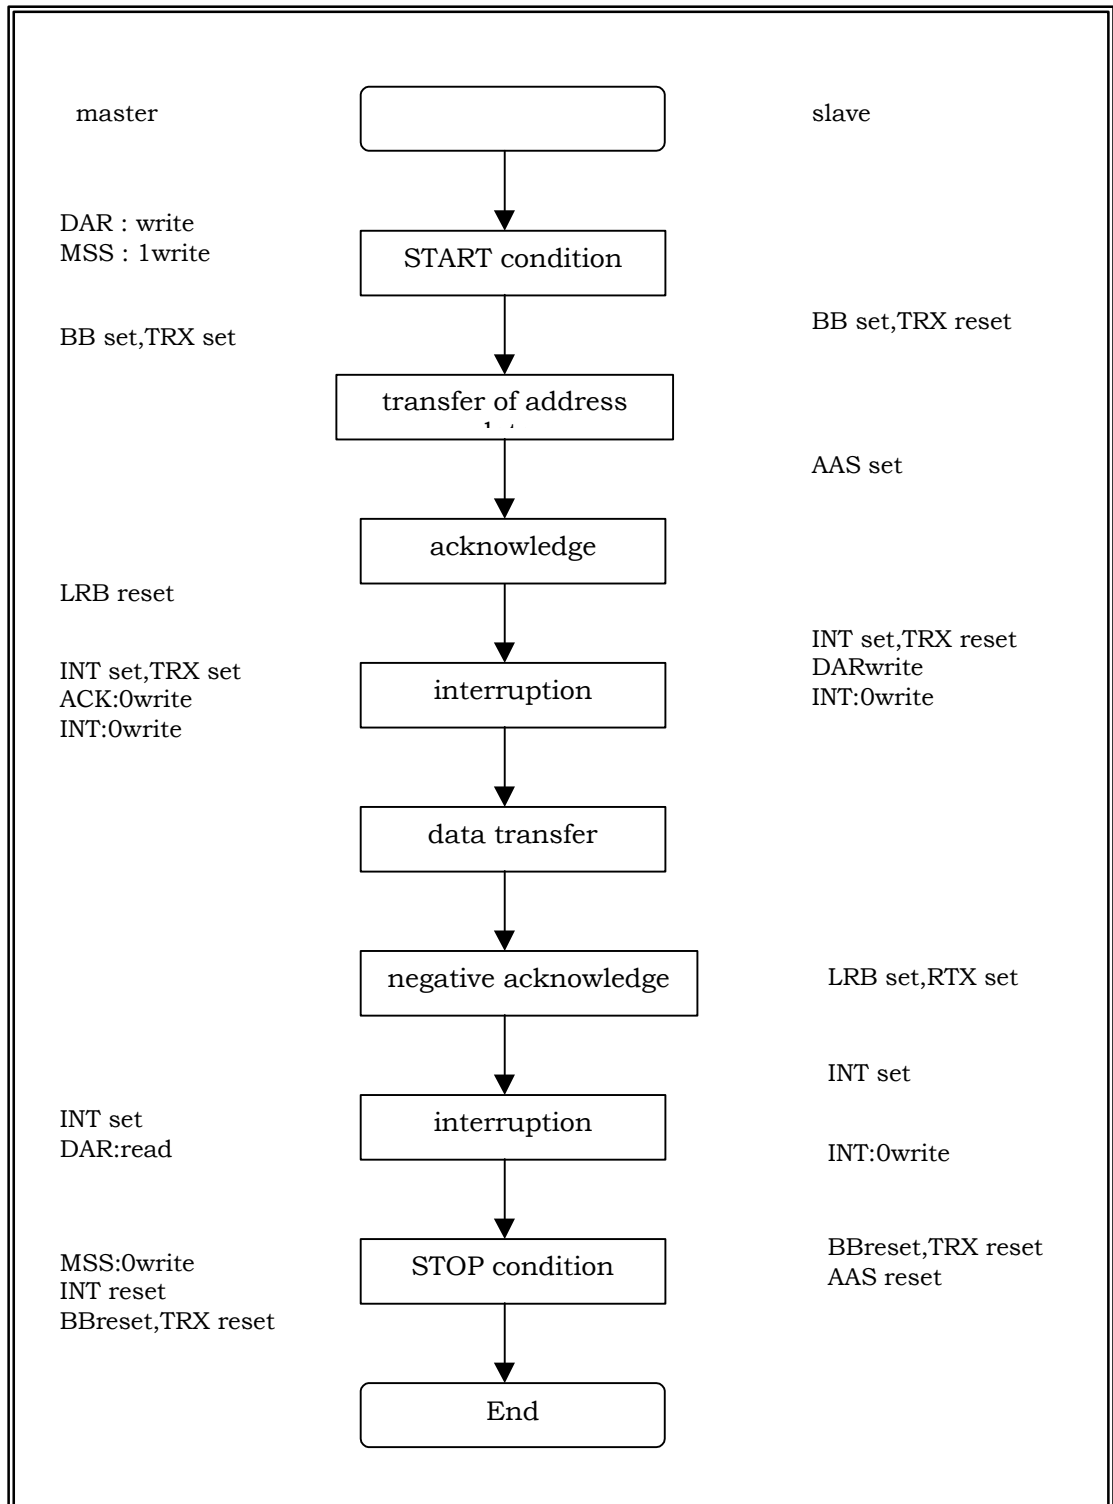 master
slave
DAR : write
MSS : 1write
START condition
BB set,TRX set
BB set,TRX reset
transfer of address
AAS set
acknowledge
LRB reset
INT set,TRX set
ACK:0write
INT:0write
interruption
INT set,TRX reset
DARwrite
INT:0write
data transfer
negative acknowledge
LRB set,RTX set
INT set
INT set
DAR:read
interruption
INT:0write
MSS:0write
INT reset
BBreset,TRX reset
STOP condition
BBreset,TRX reset
AAS reset
End